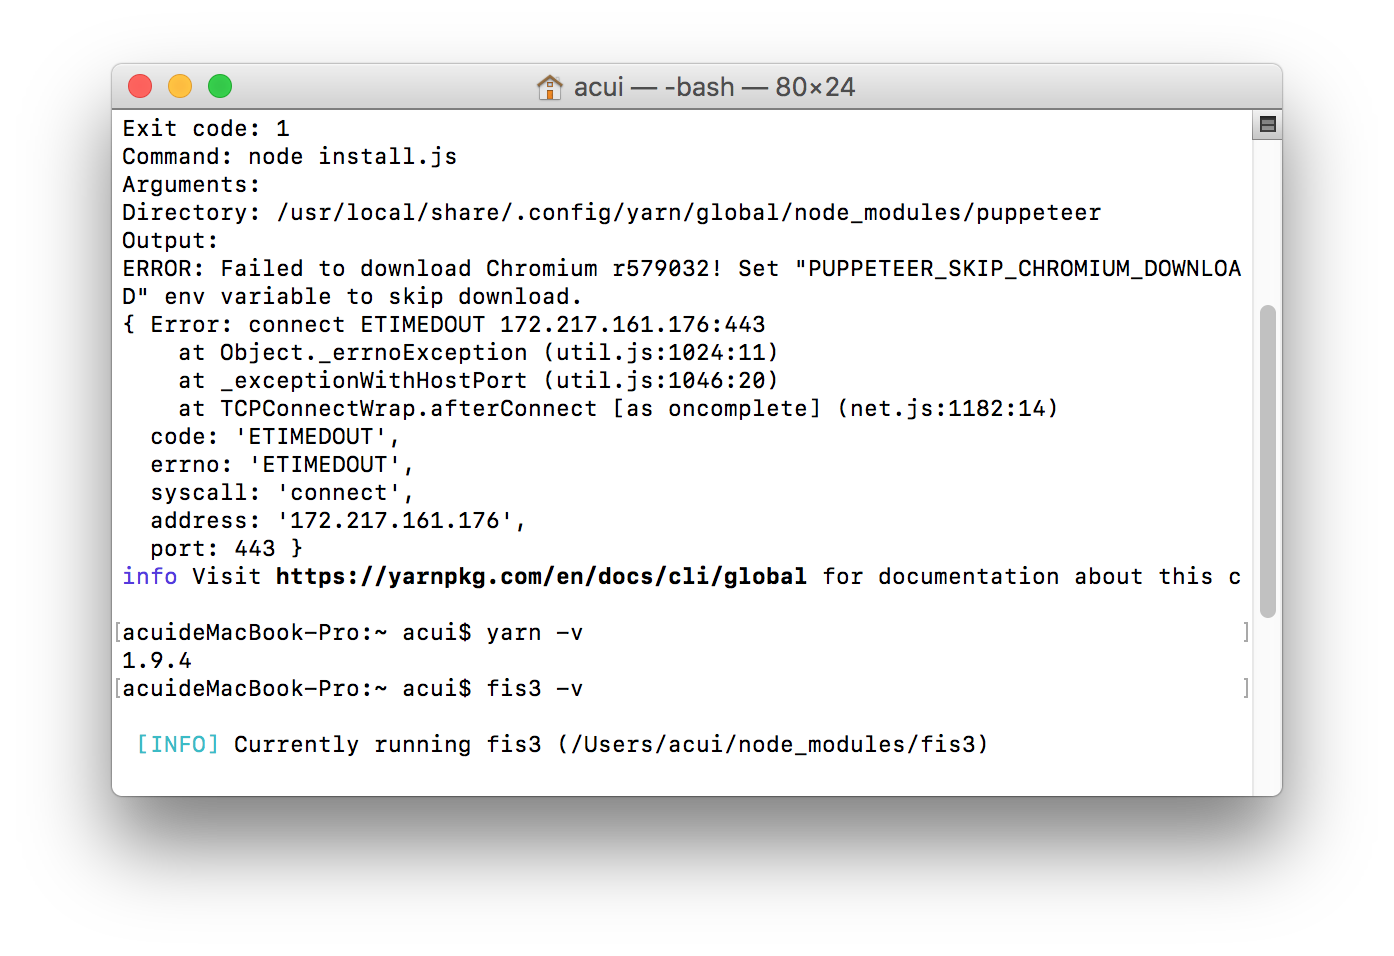 acui — -bash — 80×24
Exit code: 1
Command: node install.js
Arguments:
Directory: /usr/local/share/.config/yarn/global/node_modules/puppeteer
Output:
ERROR: Failed to download Chromium r579032! Set "PUPPETEER_SKIP_CHROMIUM_DOWNLOA
D" env variable to skip download.
{ Error: connect ETIMEDOUT 172.217.161.176:443
    at Object._errnoException (util.js:1024:11)
    at _exceptionWithHostPort (util.js:1046:20)
    at TCPConnectWrap.afterConnect [as oncomplete] (net.js:1182:14)
  code: 'ETIMEDOUT',
  errno: 'ETIMEDOUT',
  syscall: 'connect',
  address: '172.217.161.176',
  port: 443 }
info Visit https://yarnpkg.com/en/docs/cli/global for documentation about this c
[acuideMacBook-Pro:~ acui$ yarn -v ]
1.9.4
[acuideMacBook-Pro:~ acui$ fis3 -v ]
[INFO] Currently running fis3 (/Users/acui/node_modules/fis3)